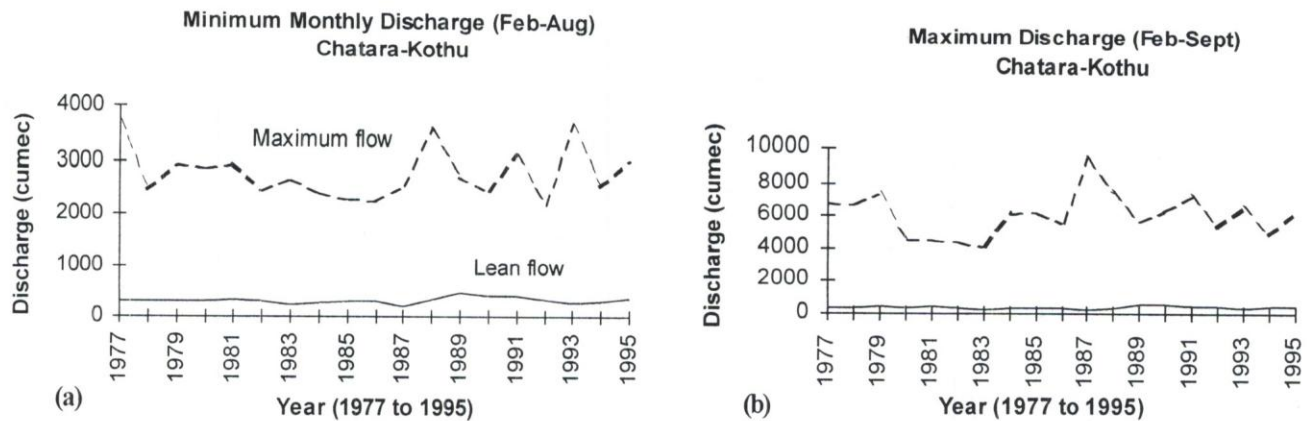 Minimum Monthly Discharge (Feb-Aug)
Chatara-Kothu
Discharge (cumec)
4000
3000
2000
1000
0
Maximum flow
Lean flow
1977
1979
1981
1983
1985
1987
1989
1991
1993
1995
(a)
Year (1977 to 1995)
Maximum Discharge (Feb-Sept)
Chatara-Kothu
Discharge (cumec)
10000
8000
6000
4000
2000
0
1977
1979
1981
1983
1985
1987
1989
1991
1993
1995
(b)
Year (1977 to 1995)